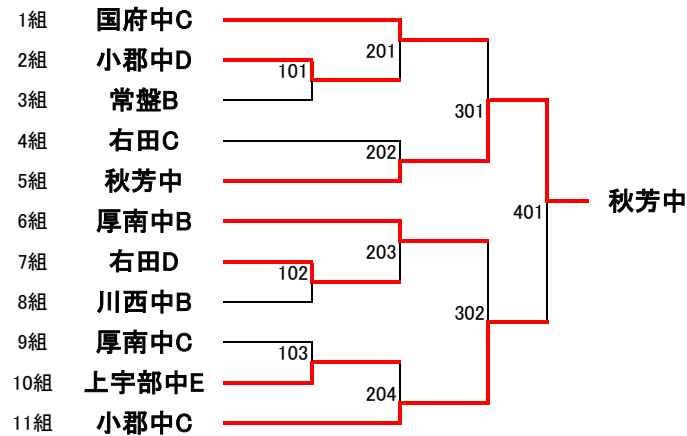 1組 国府中C
201
2組 小郡中D
101
3組 常盤B
301
4組 右田C
202
5組 秋芳中
秋芳中
401
6組 厚南中B
203
7組 右田D
102
8組 川西中B
302
9組 厚南中C
103
10組 上宇部中E
204
11組 小郡中C